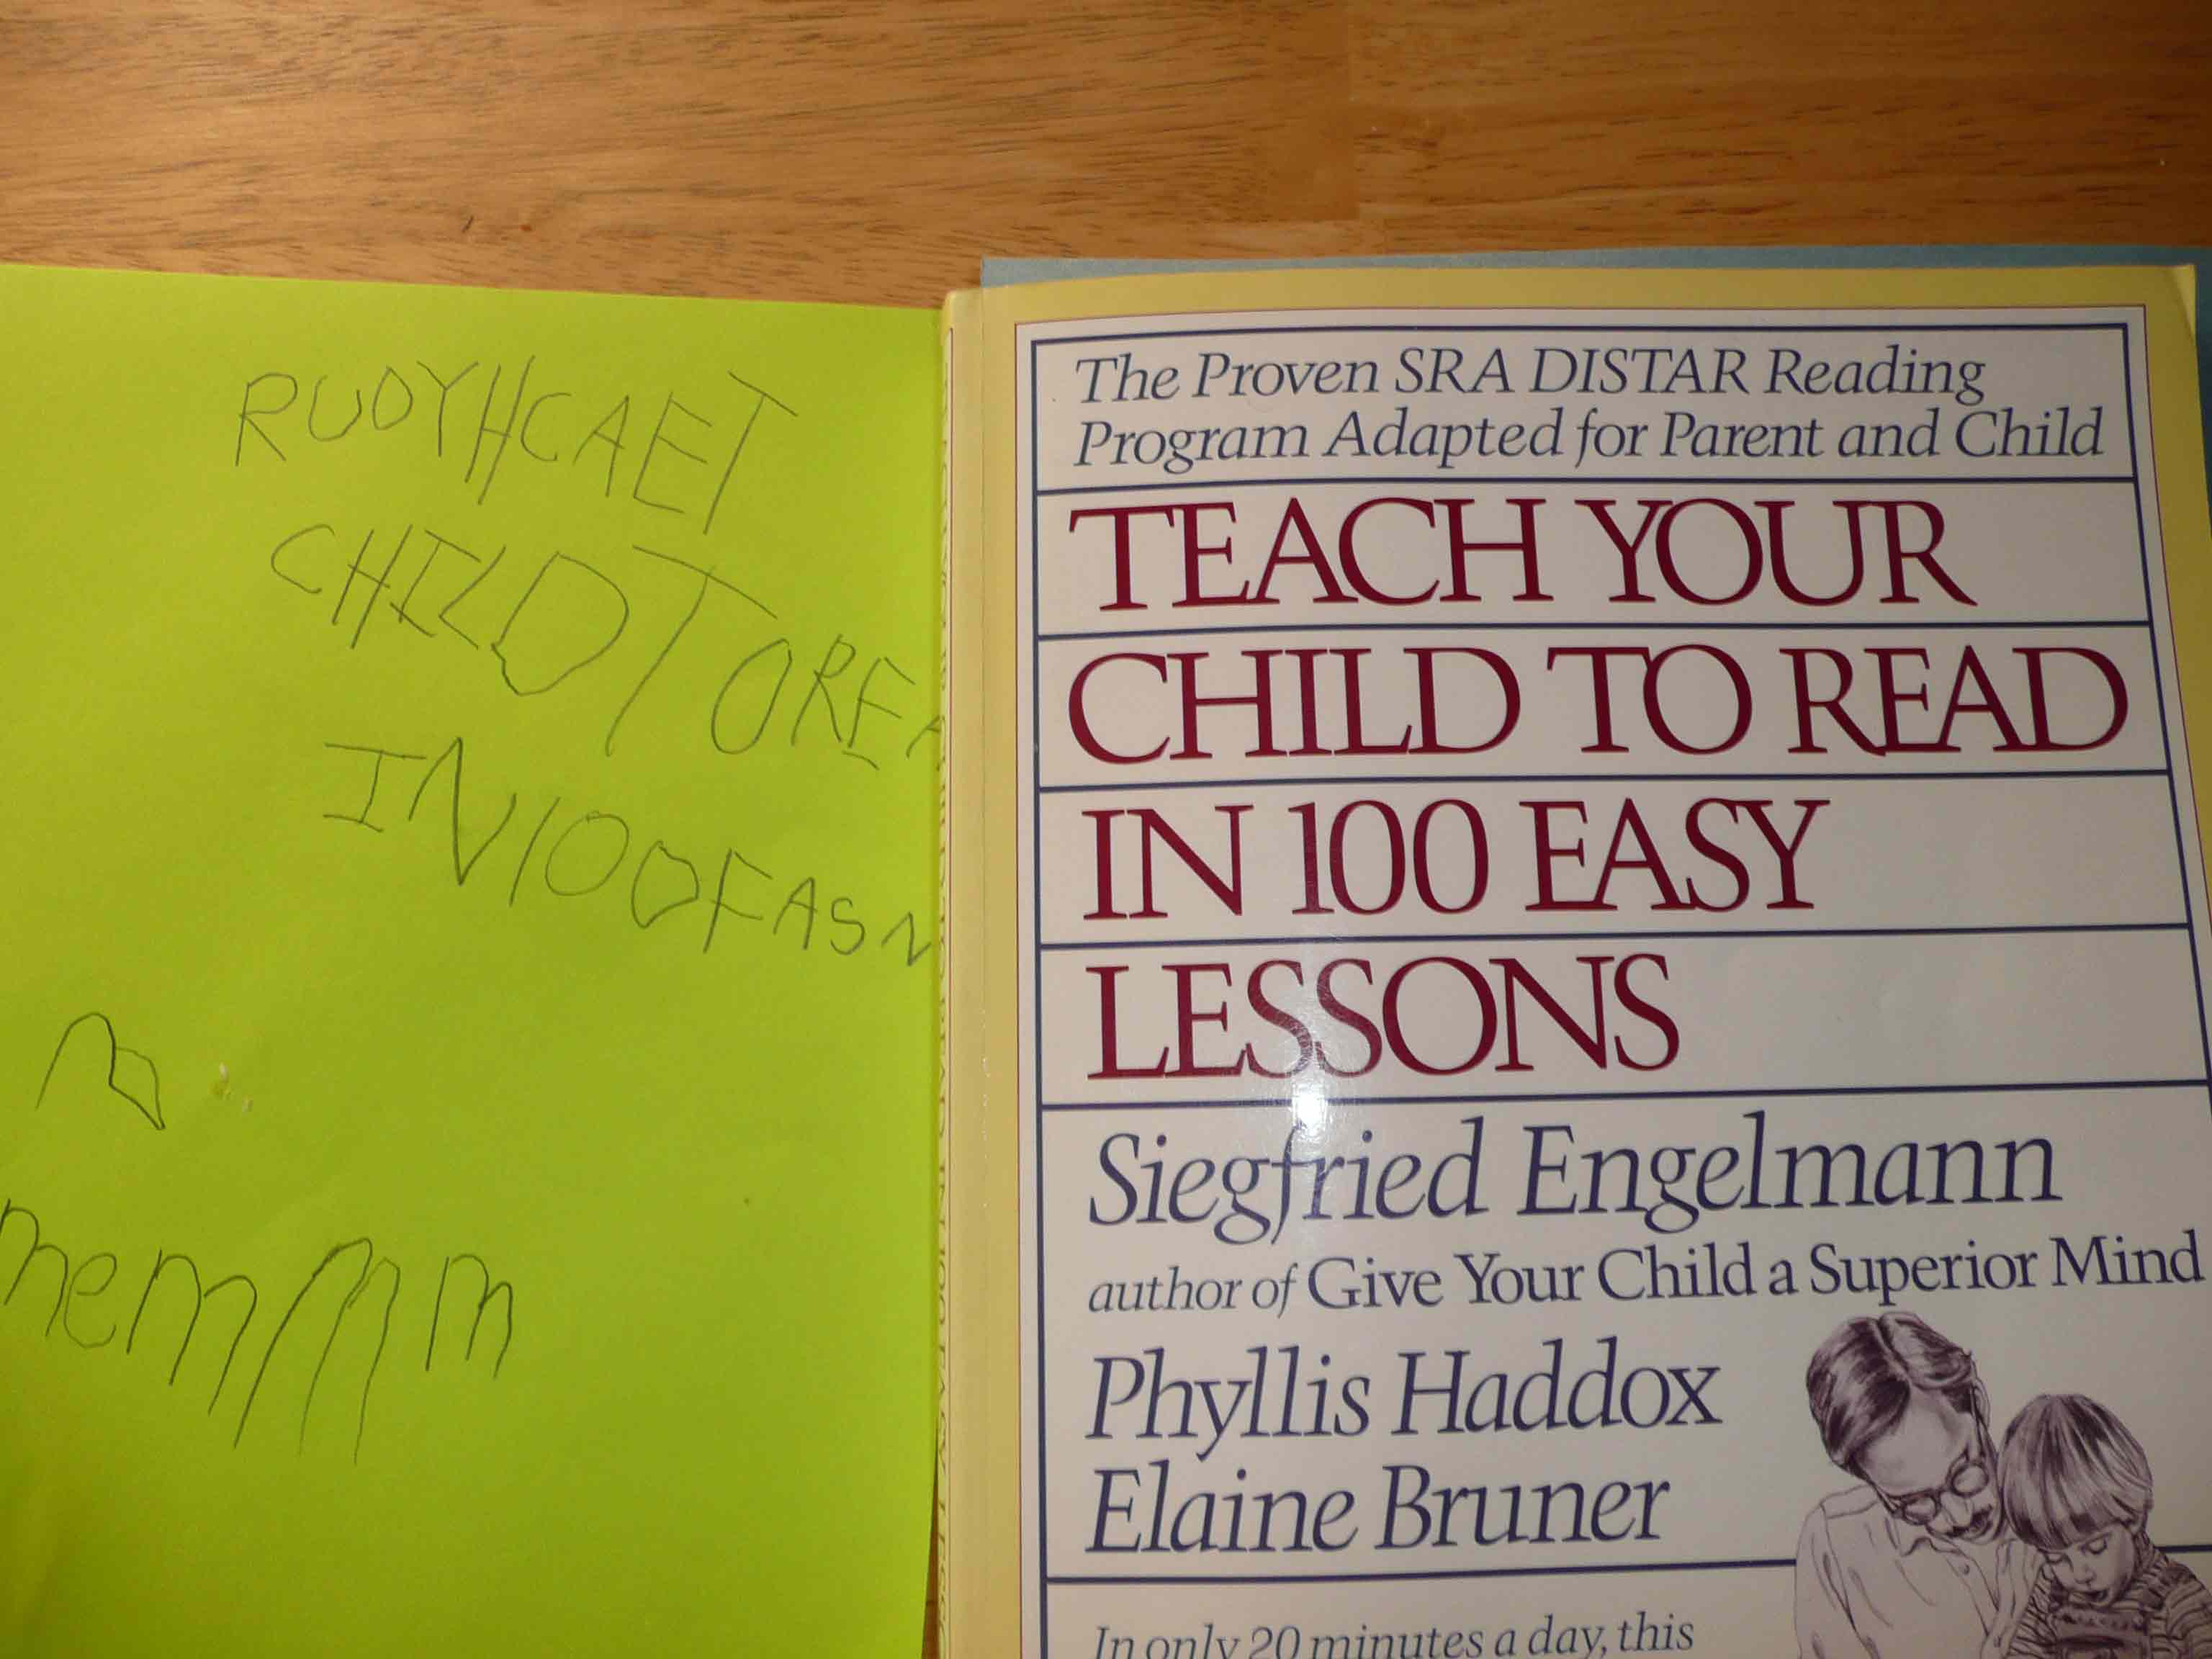 RUOYHCAET
CHILDTOREA
IN100FASN
nemmm
The Proven SRA DISTAR Reading
Program Adapted for Parent and Child
TEACH YOUR
CHILD TO READ
IN 100 EASY
LESSONS
Siegfried Engelmann
author of Give Your Child a Superior Mind
Phyllis Haddox
Elaine Bruner
In only 20 minutes a day, this